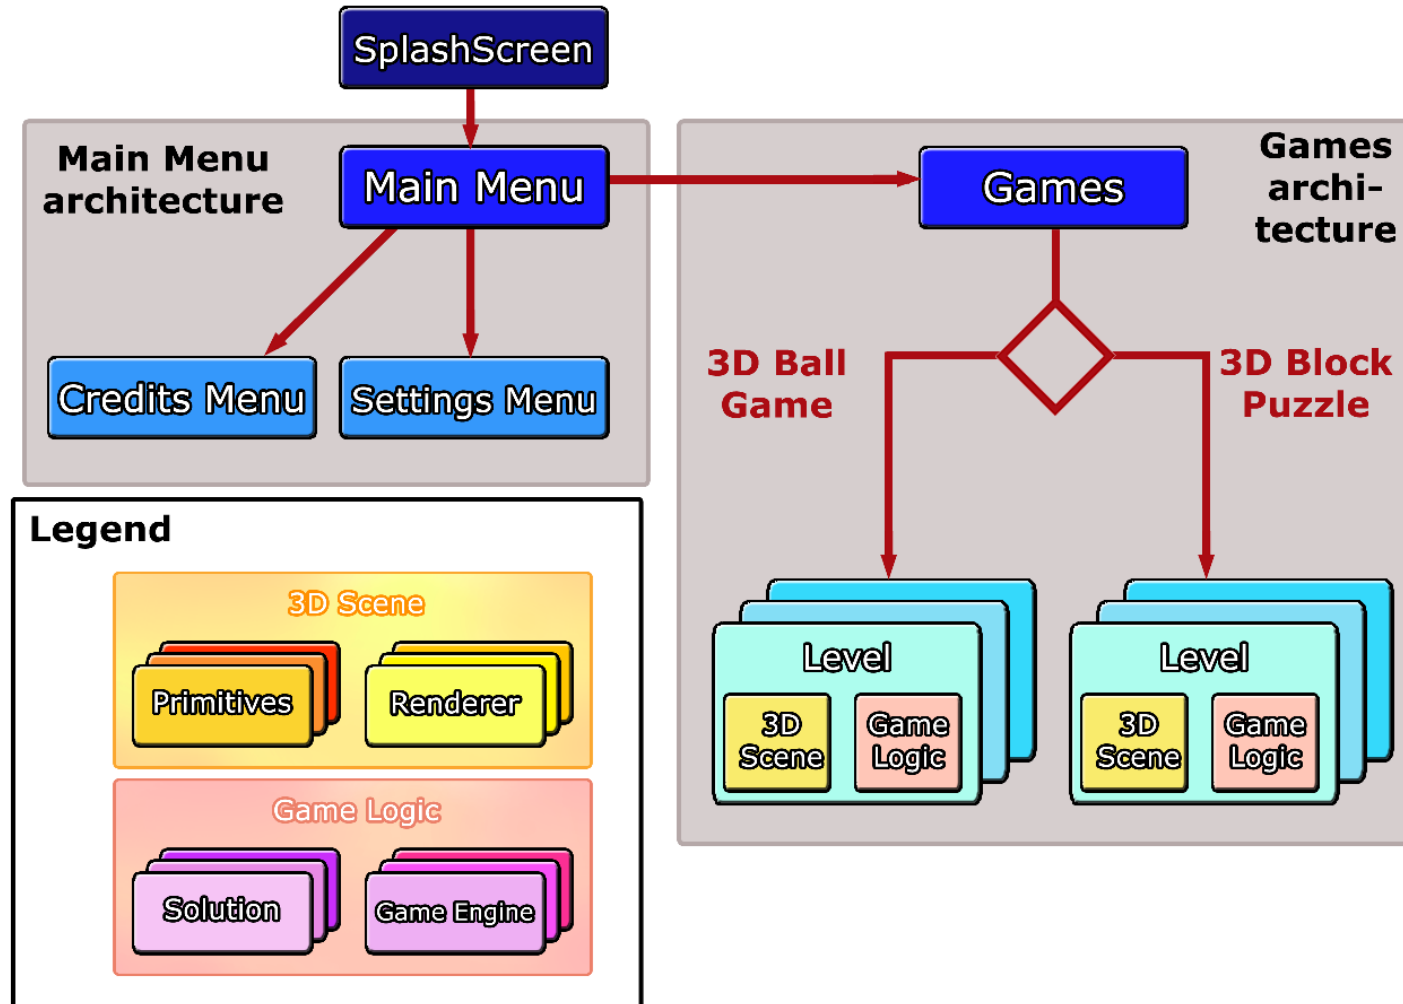 SplashScreen
Main Menu
architecture
Main Menu
Games
Games
archi-
tecture
Credits Menu
Settings Menu
3D Ball
Game
3D Block
Puzzle
Level
3D
Scene
Game
Logic
Level
3D
Scene
Game
Logic
Legend
3D Scene
Primitives
Renderer
Game Logic
Solution
Game Engine